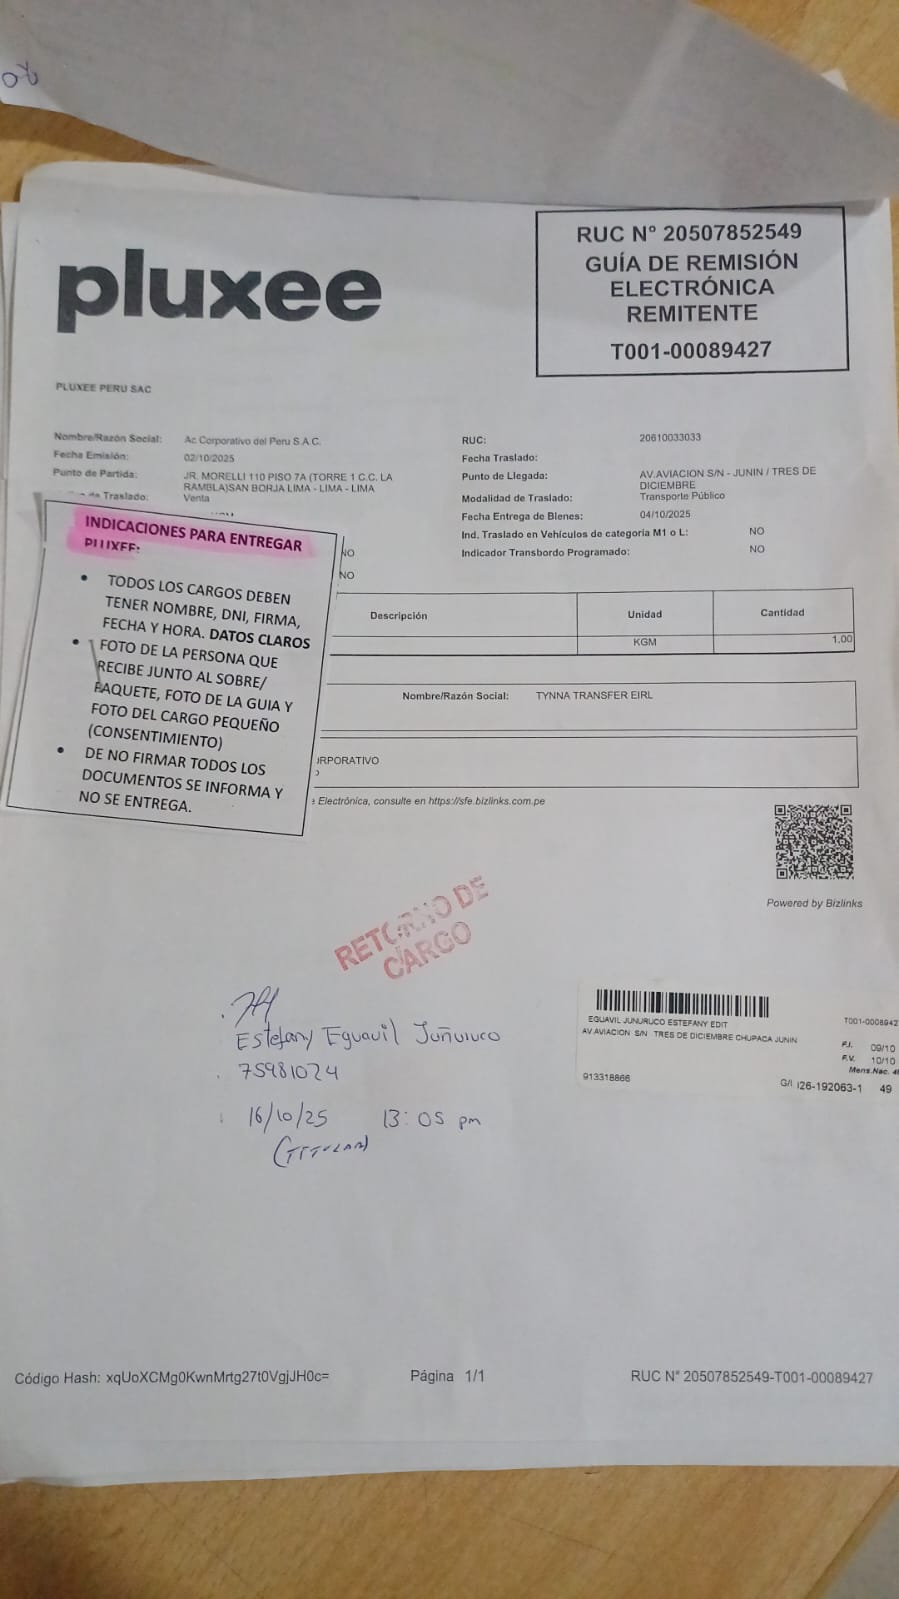 pluxee
RUC N° 20507852549
GUÍA DE REMISIÓN
ELECTRÓNICA
REMITENTE
T001-00089427
PLUXEE PERU SAC
Nombre/Razón Social: Ac Corporativo del Peru S.A.C.
Fecha Emisión: 02/10/2025
Punto de Partida: JR. MORELLI 110 PISO 7A (TORRE 1 C.C. LA
RAMBLA)SAN BORJA LIMA - LIMA - LIMA
de Traslado: Venta
RUC: 20610033033
Fecha Traslado:
Punto de Llegada: AV.AVIACION S/N - JUNIN / TRES DE
DICIEMBRE
Modalidad de Traslado: Transporte Público
Fecha Entrega de Bienes: 04/10/2025
Ind. Traslado en Vehículos de categoría M1 o L: NO
Indicador Transbordo Programado: NO
NO
NO
INDICACIONES PARA ENTREGAR
PLUXEE:
• TODOS LOS CARGOS DEBEN
TENER NOMBRE, DNI, FIRMA,
FECHA Y HORA. DATOS CLAROS
• FOTO DE LA PERSONA QUE
RECIBE JUNTO AL SOBRE/
PAQUETE, FOTO DE LA GUIA Y
FOTO DEL CARGO PEQUEÑO
(CONSENTIMIENTO)
• DE NO FIRMAR TODOS LOS
DOCUMENTOS SE INFORMA Y
NO SE ENTREGA.
Descripción Unidad Cantidad
KGM 1.00
Nombre/Razón Social: TYNNA TRANSFER EIRL
ORPORATIVO
Electrónica, consulte en https://sfe.bizlinks.com.pe
Powered by Bizlinks
RETORNO DE
CARGO
Estefany Eguavil Juñuruco
75981024
16/10/25 13:05 pm
(TITULAR)
EGUAVIL JUNURUCO ESTEFANY EDIT T001-0008942
AV.AVIACION S/N TRES DE DICIEMBRE CHUPACA JUNIN
F.I. 09/10
F.V. 10/10
Mens.Nac.
913318866 G/I 026-192063-1 49
Código Hash: xqUoXCMg0KwnMrtg27t0VgjJH0c= Página 1/1 RUC N° 20507852549-T001-00089427